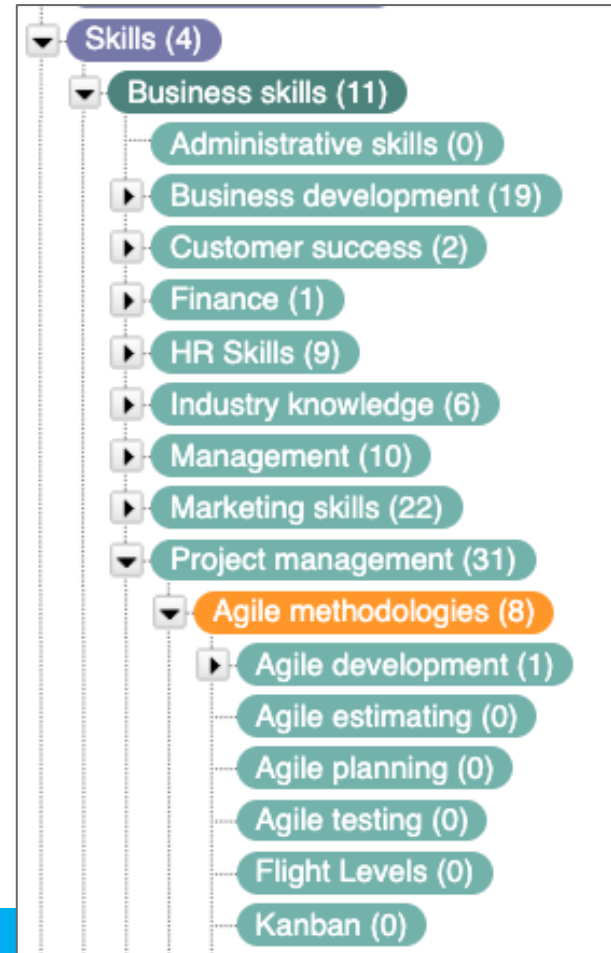 Skills (4)
Business skills (11)
Administrative skills (0)
Business development (19)
Customer success (2)
Finance (1)
HR Skills (9)
Industry knowledge (6)
Management (10)
Marketing skills (22)
Project management (31)
Agile methodologies (8)
Agile development (1)
Agile estimating (0)
Agile planning (0)
Agile testing (0)
Flight Levels (0)
Kanban (0)